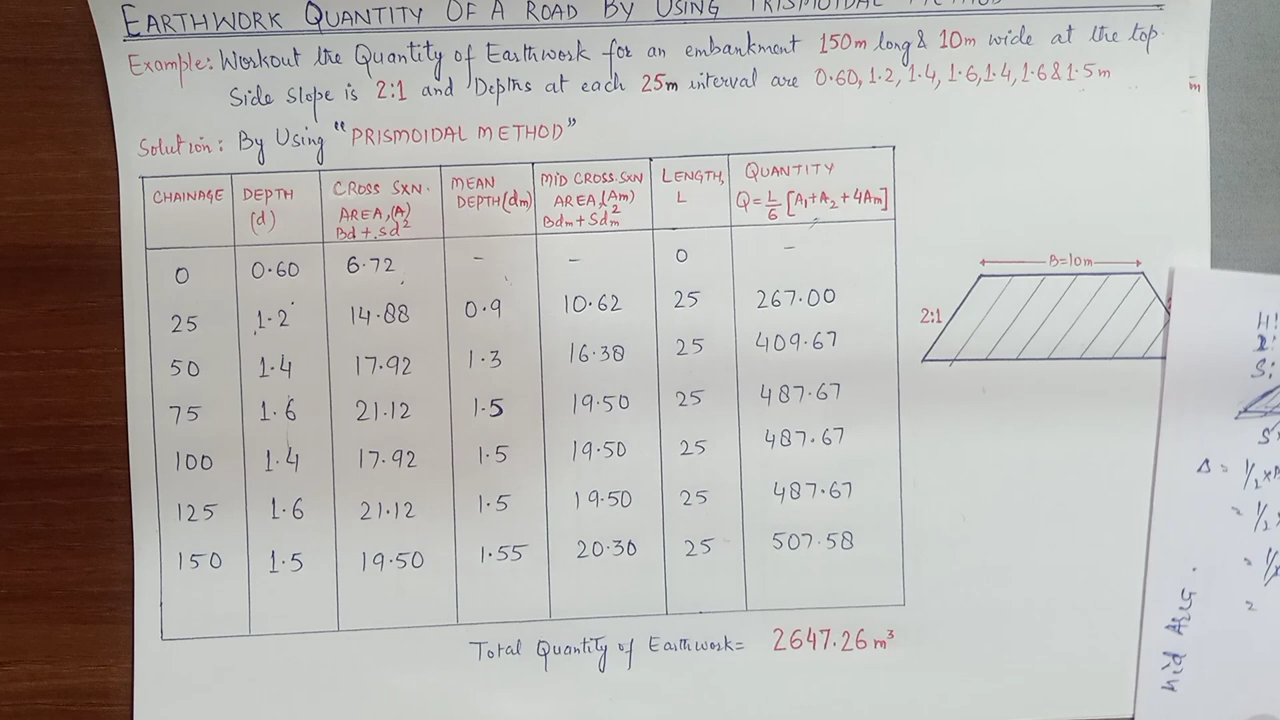 EARTHWORK QUANTITY OF A ROAD BY USING PRISMOIDAL METHOD
Example: Workout the Quantity of Earthwork for an embankment 150m long & 10m wide at the top.
Side slope is 2:1 and Depths at each 25m interval are 0.60, 1.2, 1.4, 1.6, 1.4, 1.6 & 1.5m
Solution: By Using "PRISMOIDAL METHOD"
CHAINAGE DEPTH (d) CROSS SXN. AREA,(A) Bd+sd² MEAN DEPTH(dm) MID CROSS.SXN AREA,(Am) Bdm+Sdm² LENGTH, L QUANTITY Q=L/6 [A₁+A₂+4Am]
0 0.60 6.72 - - 0 -
25 1.2 14.88 0.9 10.62 25 267.00
50 1.4 17.92 1.3 16.38 25 409.67
75 1.6 21.12 1.5 19.50 25 487.67
100 1.4 17.92 1.5 19.50 25 487.67
125 1.6 21.12 1.5 19.50 25 487.67
150 1.5 19.50 1.55 20.30 25 507.58
Total Quantity of Earthwork= 2647.26 m³
B=10m
2:1
m
S: